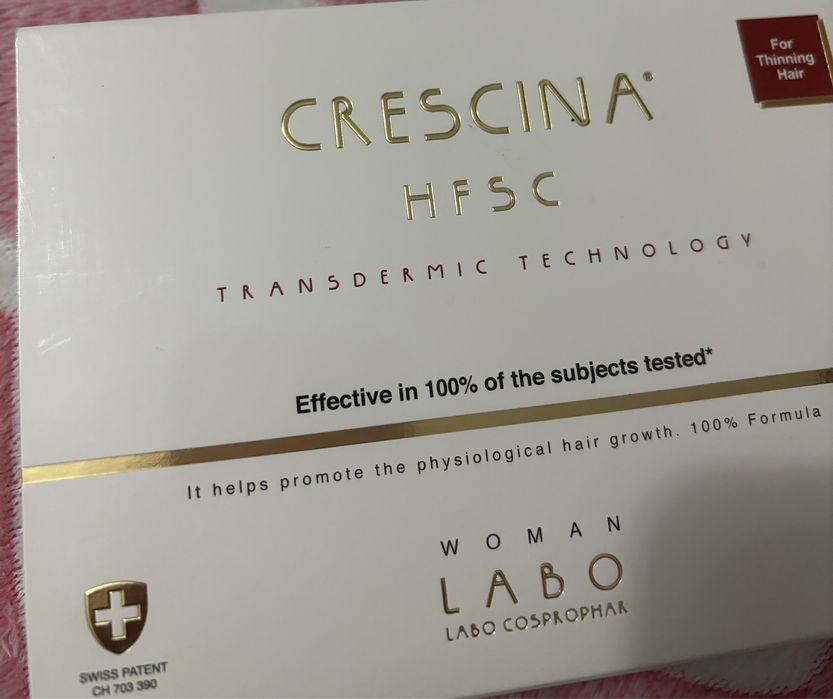 For
Thinning
Hair
CRESCINA®
HFSC
TRANSDERMIC TECHNOLOGY
Effective in 100% of the subjects tested*
It helps promote the physiological hair growth. 100% Formula
WOMAN
LABO
LABO COSPROPHAR
SWISS PATENT
CH 703 390